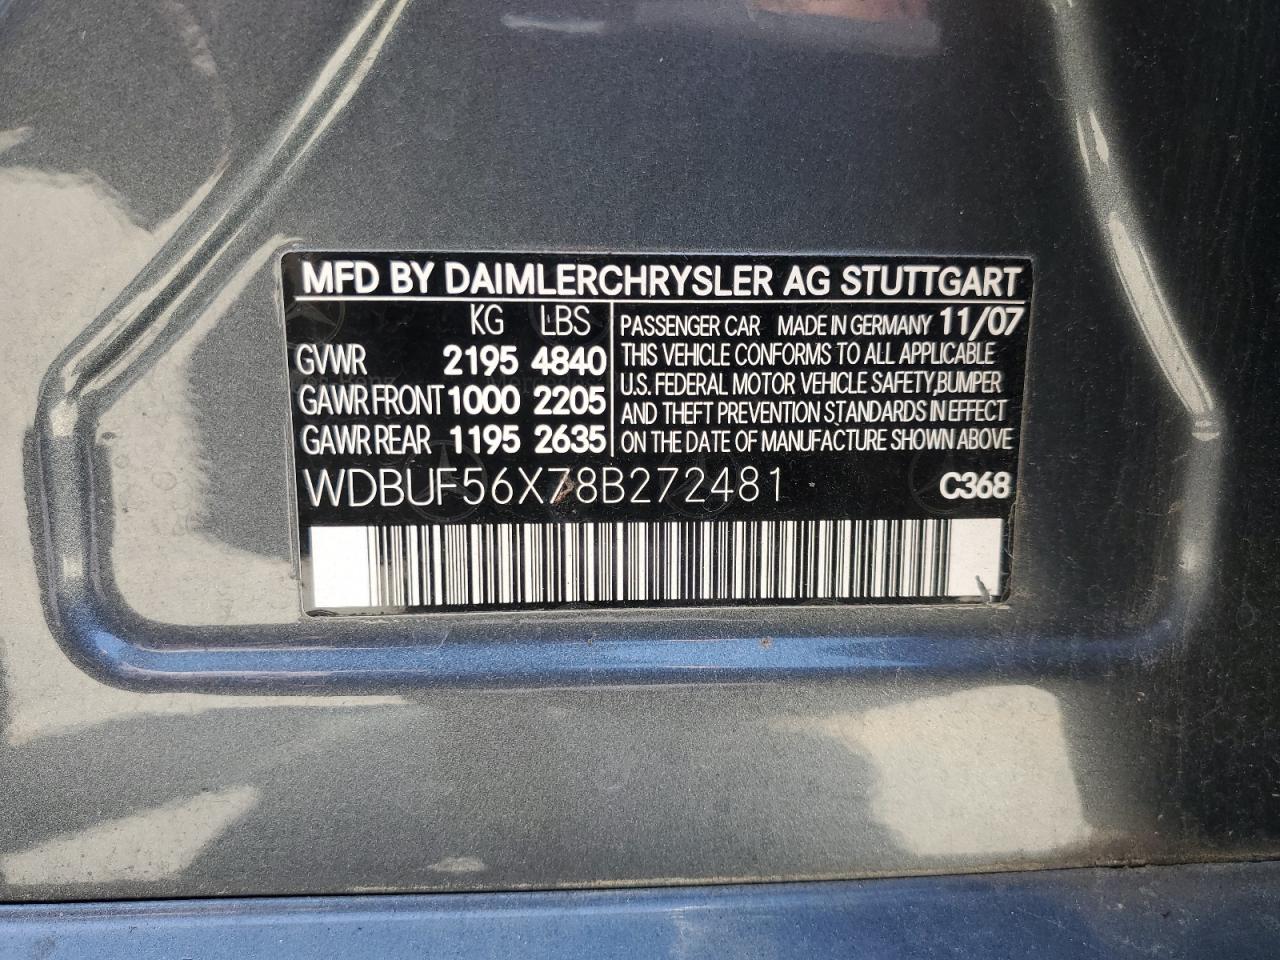 MFD BY DAIMLERCHRYSLER AG STUTTGART
KG LBS
GVWR 2195 4840
GAWR FRONT 1000 2205
GAWR REAR 1195 2635
PASSENGER CAR MADE IN GERMANY 11/07
THIS VEHICLE CONFORMS TO ALL APPLICABLE
U.S. FEDERAL MOTOR VEHICLE SAFETY, BUMPER
AND THEFT PREVENTION STANDARDS IN EFFECT
ON THE DATE OF MANUFACTURE SHOWN ABOVE
WDBUF56X78B272481 C368